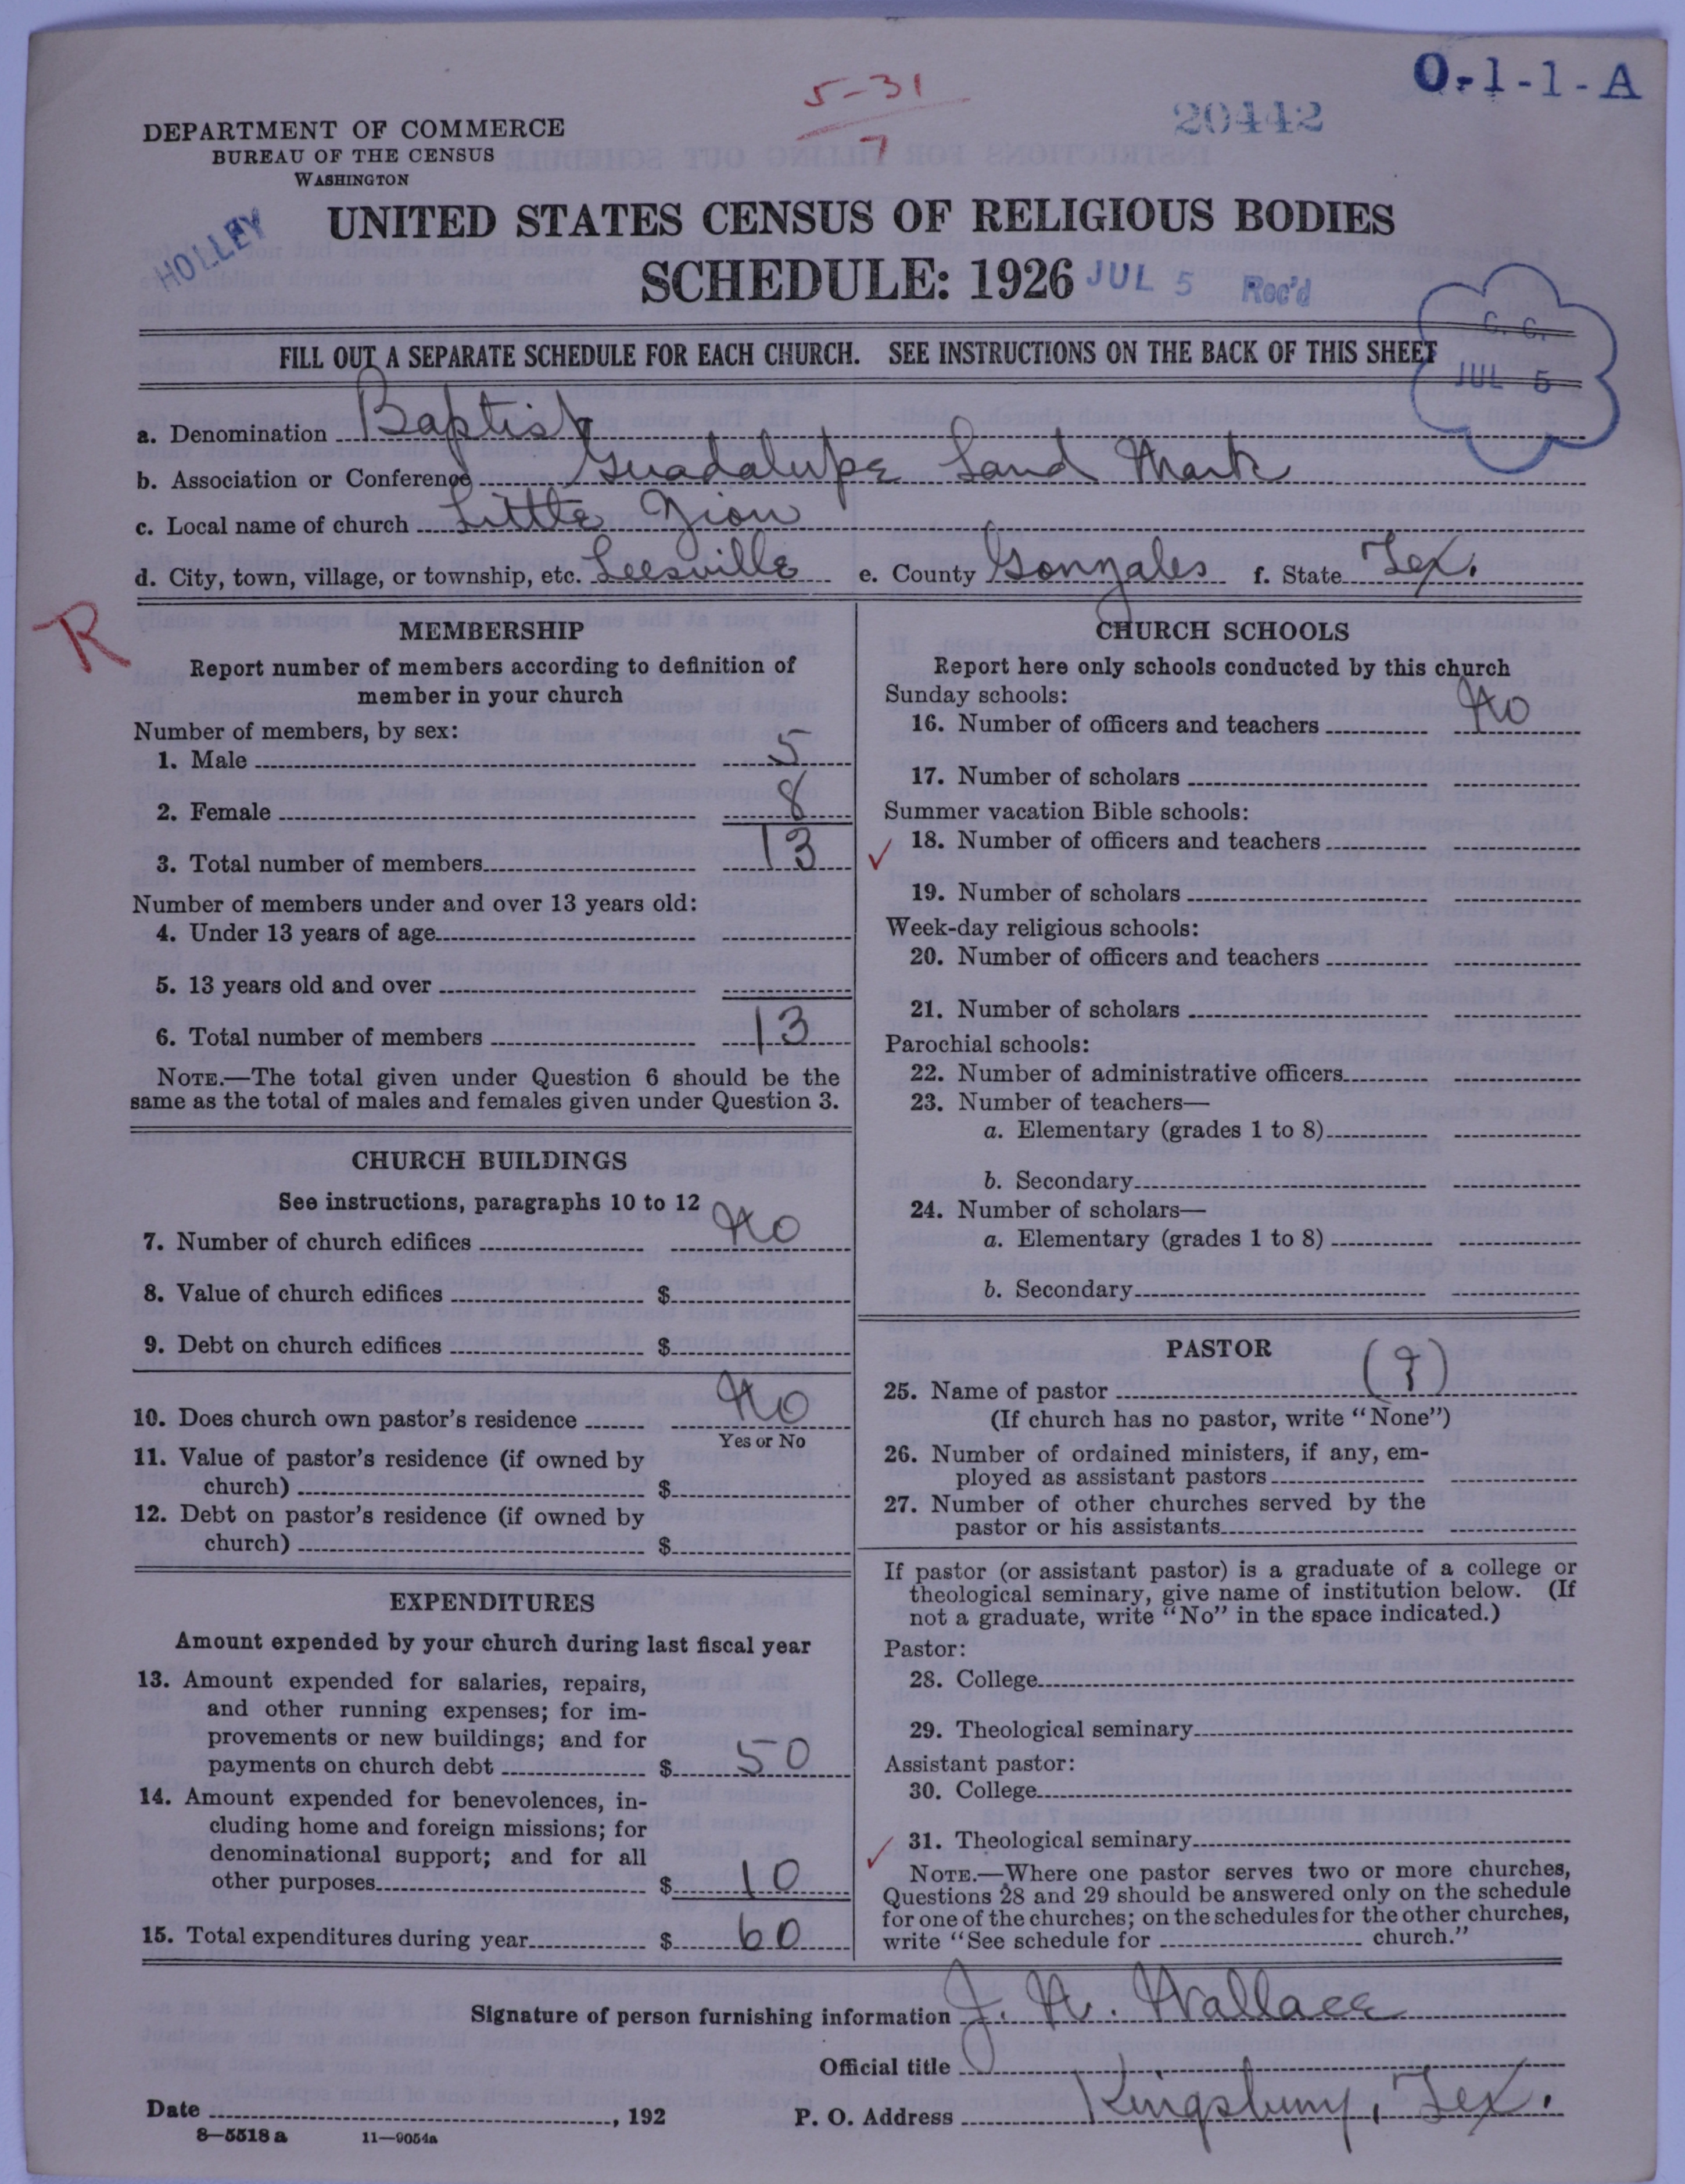 O-1-1-A
5-31
7
20442
DEPARTMENT OF COMMERCE
BUREAU OF THE CENSUS
WASHINGTON
HOLLEY
UNITED STATES CENSUS OF RELIGIOUS BODIES
SCHEDULE: 1926 JUL 5 Rec'd
C. C.
JUL 5
FILL OUT A SEPARATE SCHEDULE FOR EACH CHURCH. SEE INSTRUCTIONS ON THE BACK OF THIS SHEET
a. Denomination Baptist
b. Association or Conference Guadalupe Land Mark
c. Local name of church Little Zion
d. City, town, village, or township, etc. Leesville e. County Gonzales f. State Tex.
R
MEMBERSHIP
Report number of members according to definition of
member in your church
Number of members, by sex:
1. Male 5
2. Female 8
3. Total number of members 13
Number of members under and over 13 years old:
4. Under 13 years of age
5. 13 years old and over
6. Total number of members 13
NOTE.—The total given under Question 6 should be the
same as the total of males and females given under Question 3.
CHURCH BUILDINGS
See instructions, paragraphs 10 to 12
7. Number of church edifices No
8. Value of church edifices $
9. Debt on church edifices $
10. Does church own pastor's residence No
Yes or No
11. Value of pastor's residence (if owned by
church) $
12. Debt on pastor's residence (if owned by
church) $
EXPENDITURES
Amount expended by your church during last fiscal year
13. Amount expended for salaries, repairs,
and other running expenses; for im-
provements or new buildings; and for
payments on church debt $ 50
14. Amount expended for benevolences, in-
cluding home and foreign missions; for
denominational support; and for all
other purposes $ 10
15. Total expenditures during year $ 60
CHURCH SCHOOLS
Report here only schools conducted by this church
Sunday schools:
16. Number of officers and teachers No
17. Number of scholars
Summer vacation Bible schools:
18. Number of officers and teachers
19. Number of scholars
Week-day religious schools:
20. Number of officers and teachers
21. Number of scholars
Parochial schools:
22. Number of administrative officers
23. Number of teachers—
a. Elementary (grades 1 to 8)
b. Secondary
24. Number of scholars—
a. Elementary (grades 1 to 8)
b. Secondary
PASTOR
25. Name of pastor (?)
(If church has no pastor, write "None")
26. Number of ordained ministers, if any, em-
ployed as assistant pastors
27. Number of other churches served by the
pastor or his assistants
If pastor (or assistant pastor) is a graduate of a college or
theological seminary, give name of institution below. (If
not a graduate, write "No" in the space indicated.)
Pastor:
28. College
29. Theological seminary
Assistant pastor:
30. College
31. Theological seminary
NOTE.—Where one pastor serves two or more churches,
Questions 28 and 29 should be answered only on the schedule
for one of the churches; on the schedules for the other churches,
write "See schedule for church."
Signature of person furnishing information J. N. Wallace
Official title
Date , 192 P. O. Address Kingsbury, Tex.
8—5518 a 11—9054a